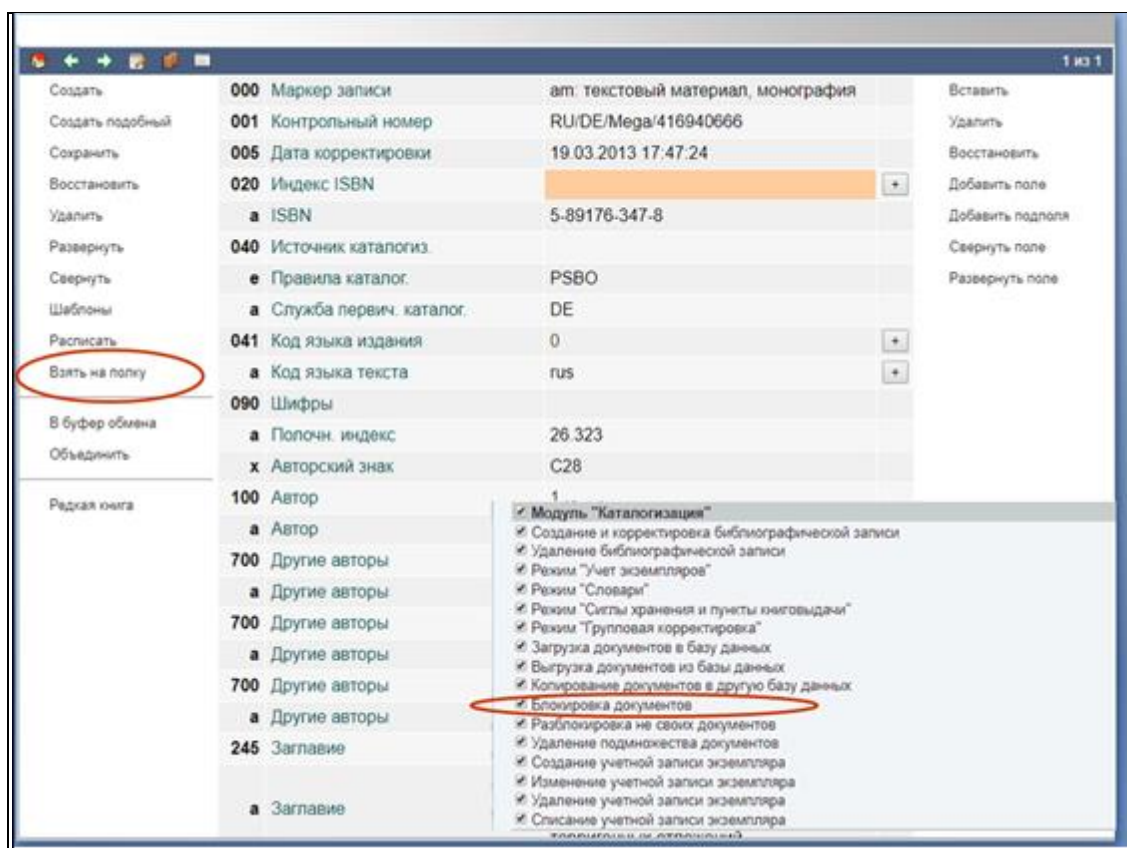 1 из 1
Создать
Создать подобный
Сохранить
Восстановить
Удалить
Развернуть
Свернуть
Шаблоны
Расписать
Взять на полку
В буфер обмена
Объединить
Редкая книга
000 Маркер записи am: текстовый материал, монография
001 Контрольный номер RU/DE/Mega/416940666
005 Дата корректировки 19.03.2013 17:47:24
020 Индекс ISBN +
a ISBN 5-89176-347-8
040 Источник каталогиз.
e Правила каталог. PSBO
a Служба первич. каталог. DE
041 Код языка издания 0 +
a Код языка текста rus +
090 Шифры
a Полочн. индекс 26.323
x Авторский знак С28
100 Автор 1
a Автор
700 Другие авторы
a Другие авторы
700 Другие авторы
a Другие авторы
700 Другие авторы
a Другие авторы
245 Заглавие
a Заглавие
Модуль "Каталогизация"
Создание и корректировка библиографической записи
Удаление библиографической записи
Режим "Учет экземпляров"
Режим "Словари"
Режим "Сиглы хранения и пункты книговыдачи"
Режим "Групповая корректировка"
Загрузка документов в базу данных
Выгрузка документов из базы данных
Копирование документов в другую базу данных
Блокировка документов
Разблокировка не своих документов
Удаление подмножества документов
Создание учетной записи экземпляра
Изменение учетной записи экземпляра
Удаление учетной записи экземпляра
Списание учетной записи экземпляра
Вставить
Удалить
Восстановить
Добавить поле
Добавить подполя
Свернуть поле
Развернуть поле